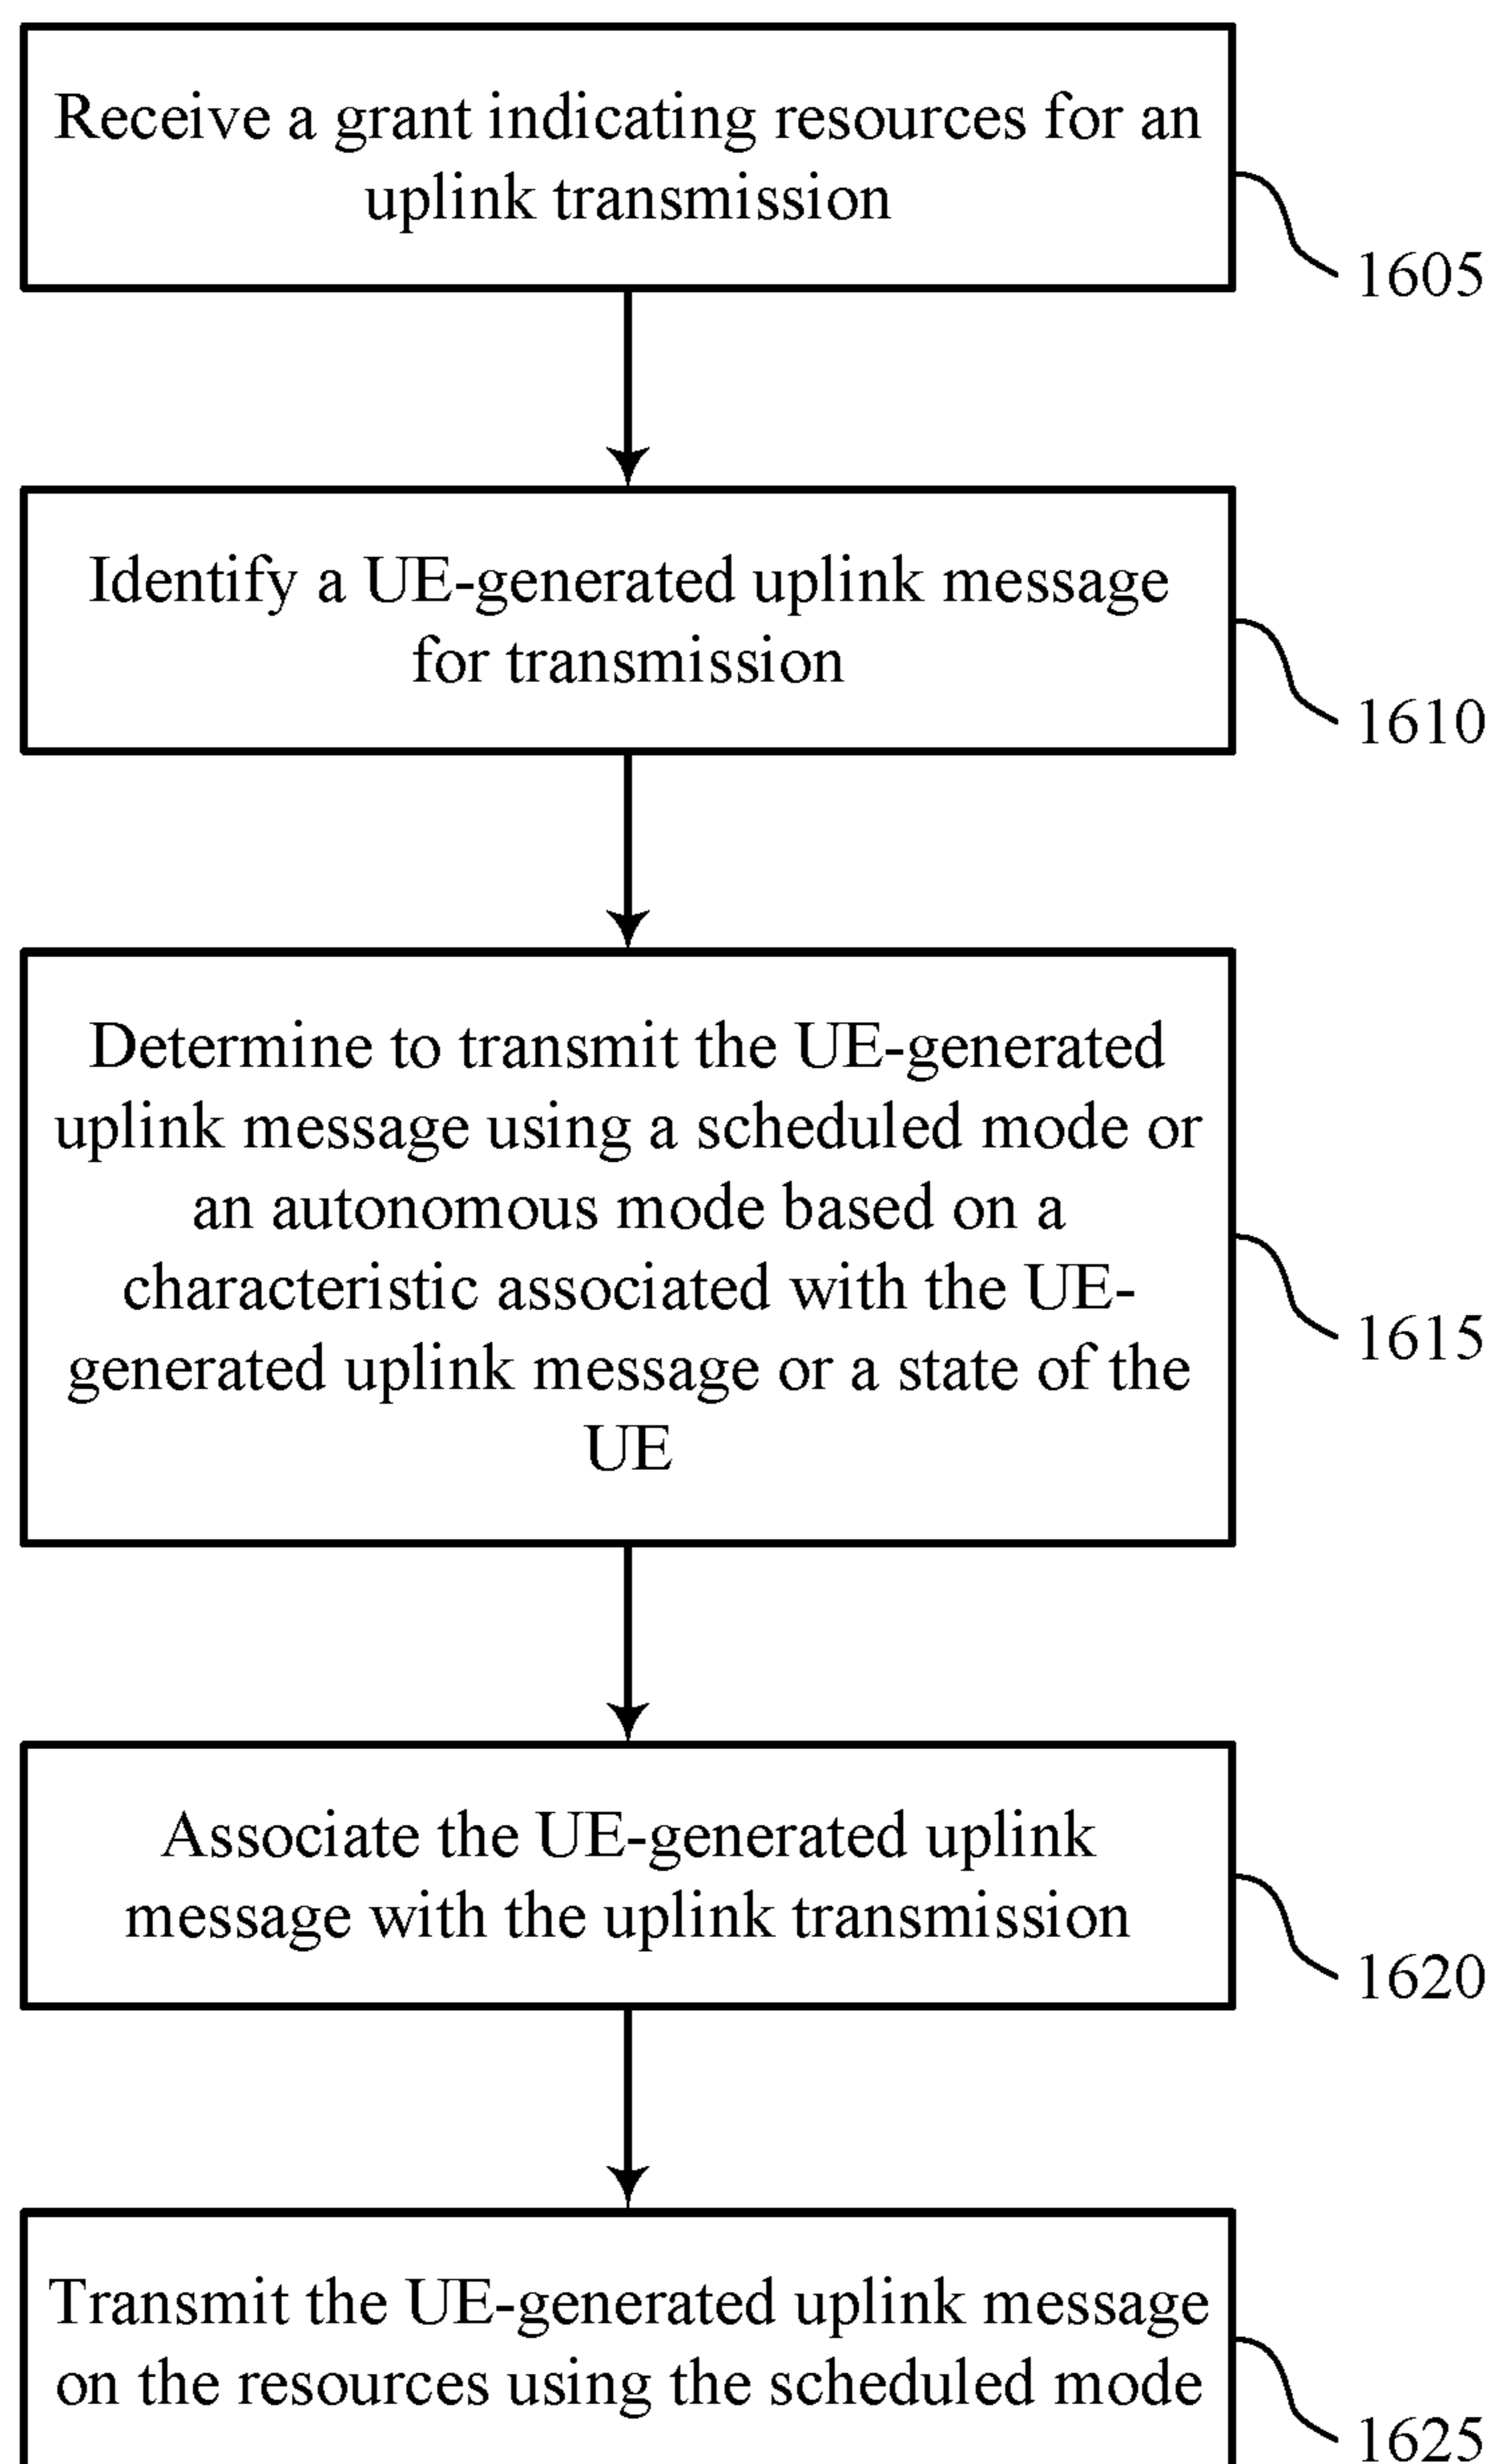 Receive a grant indicating resources for an
uplink transmission
1605
Identify a UE-generated uplink message
for transmission
1610
Determine to transmit the UE-generated
uplink message using a scheduled mode or
an autonomous mode based on a
characteristic associated with the UE-
generated uplink message or a state of the
UE
1615
Associate the UE-generated uplink
message with the uplink transmission
1620
Transmit the UE-generated uplink message
on the resources using the scheduled mode
1625